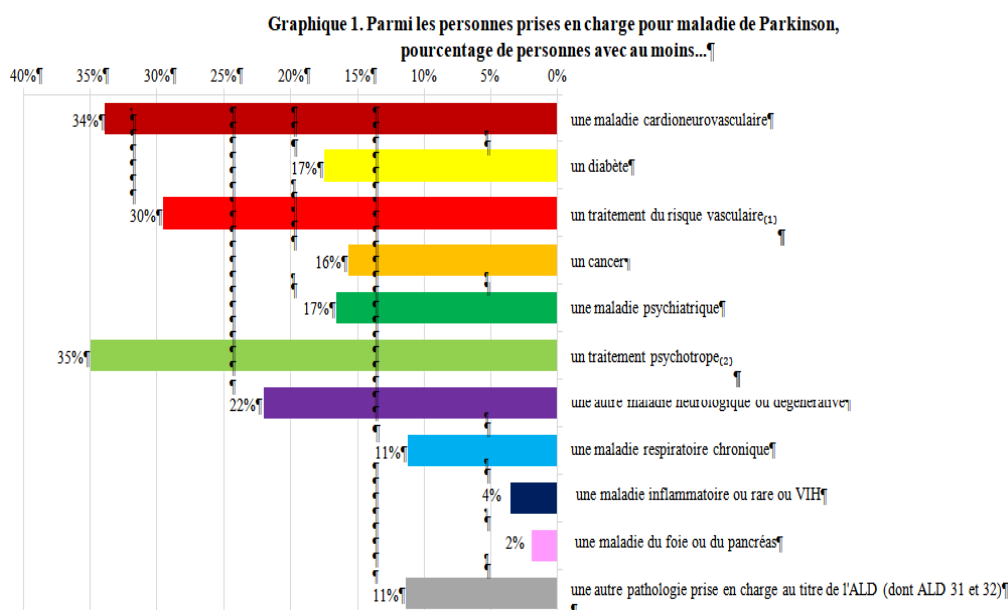 Graphique 1. Parmi les personnes prises en charge pour maladie de Parkinson,
pourcentage de personnes avec au moins...¶
40%¶ 35%¶ 30%¶ 25%¶ 20%¶ 15%¶ 10%¶ 5%¶ 0%¶
34%¶ une maladie cardioneurovasculaire¶
17%¶ un diabète¶
30%¶ un traitement du risque vasculaire(1)
¶
16%¶ un cancer¶
17%¶ une maladie psychiatrique¶
35%¶ un traitement psychotrope(2)
¶
22%¶ une autre maladie neurologique ou dégénérative¶
11%¶ une maladie respiratoire chronique¶
4% une maladie inflammatoire ou rare ou VIH¶
2% une maladie du foie ou du pancréas¶
11%¶ une autre pathologie prise en charge au titre de l'ALD (dont ALD 31 et 32)¶
¶